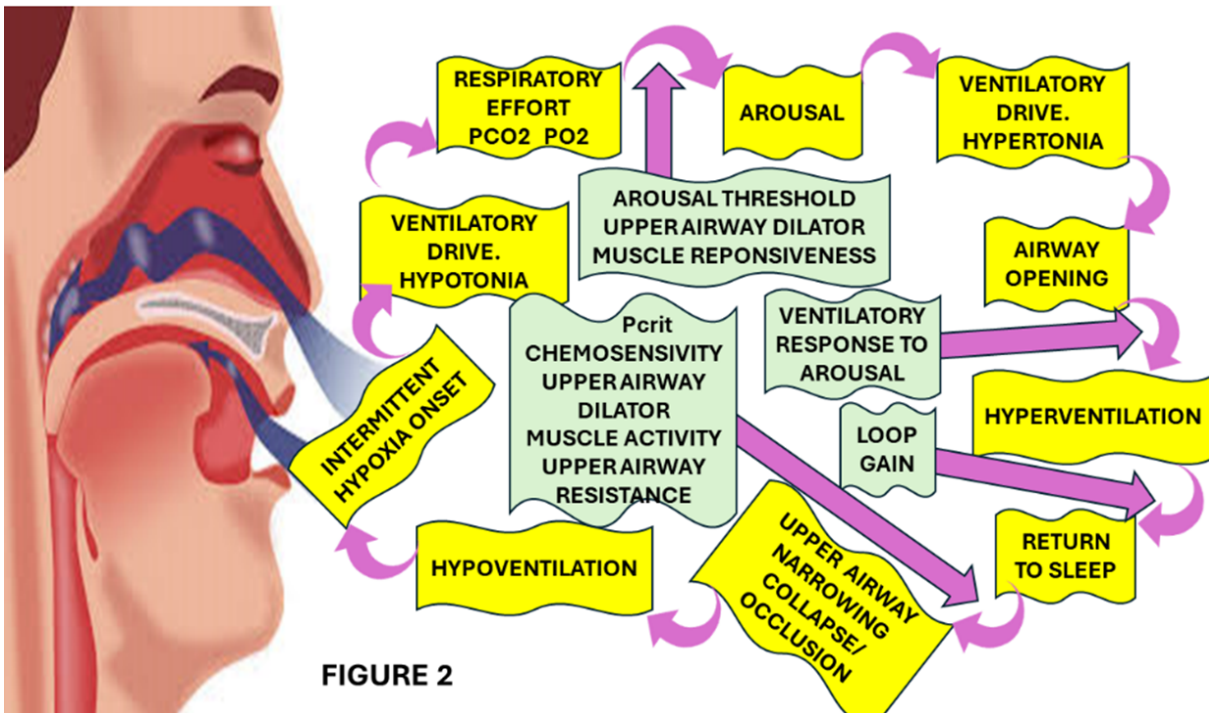 RESPIRATORY
EFFORT
PCO2 PO2
AROUSAL
VENTILATORY
DRIVE.
HYPERTONIA
AROUSAL THRESHOLD
UPPER AIRWAY DILATOR
MUSCLE REPONSIVENESS
VENTILATORY
DRIVE.
HYPOTONIA
AIRWAY
OPENING
Pcrit
CHEMOSENSIVITY
UPPER AIRWAY
DILATOR
MUSCLE ACTIVITY
UPPER AIRWAY
RESISTANCE
VENTILATORY
RESPONSE TO
AROUSAL
INTERMITTENT
HYPOXIA ONSET
HYPERVENTILATION
LOOP
GAIN
UPPER AIRWAY
NARROWING
COLLAPSE/
OCCLUSION
RETURN
TO SLEEP
HYPOVENTILATION
FIGURE 2